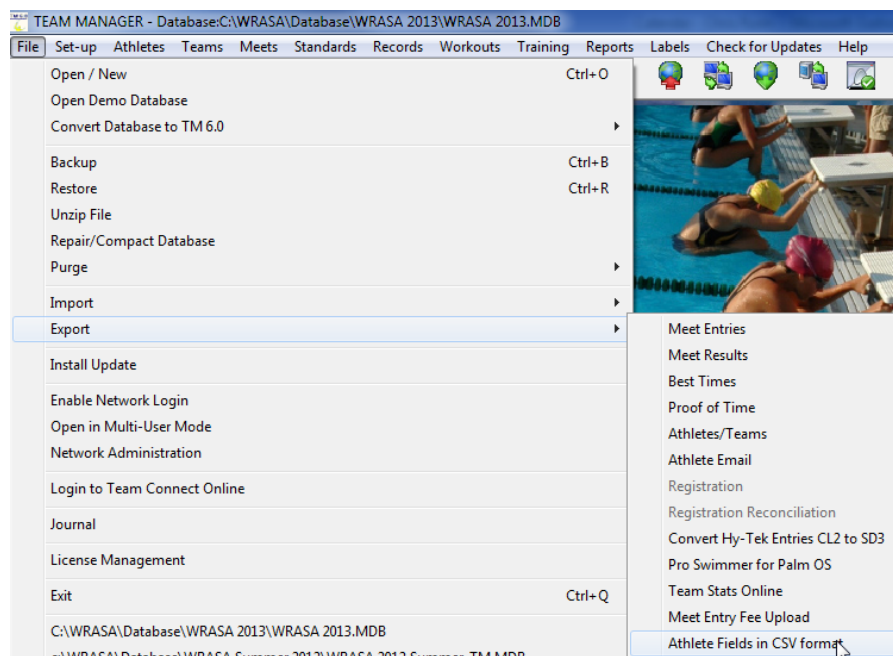 TEAM MANAGER - Database:C:\WRASA\Database\WRASA 2013\WRASA 2013.MDB
File Set-up Athletes Teams Meets Standards Records Workouts Training Reports Labels Check for Updates Help
Open / New Ctrl+O
Open Demo Database
Convert Database to TM 6.0
Backup Ctrl+B
Restore Ctrl+R
Unzip File
Repair/Compact Database
Purge
Import
Export
Install Update
Enable Network Login
Open in Multi-User Mode
Network Administration
Login to Team Connect Online
Journal
License Management
Exit Ctrl+Q
C:\WRASA\Database\WRASA 2013\WRASA 2013.MDB
Meet Entries
Meet Results
Best Times
Proof of Time
Athletes/Teams
Athlete Email
Registration
Registration Reconciliation
Convert Hy-Tek Entries CL2 to SD3
Pro Swimmer for Palm OS
Team Stats Online
Meet Entry Fee Upload
Athlete Fields in CSV format